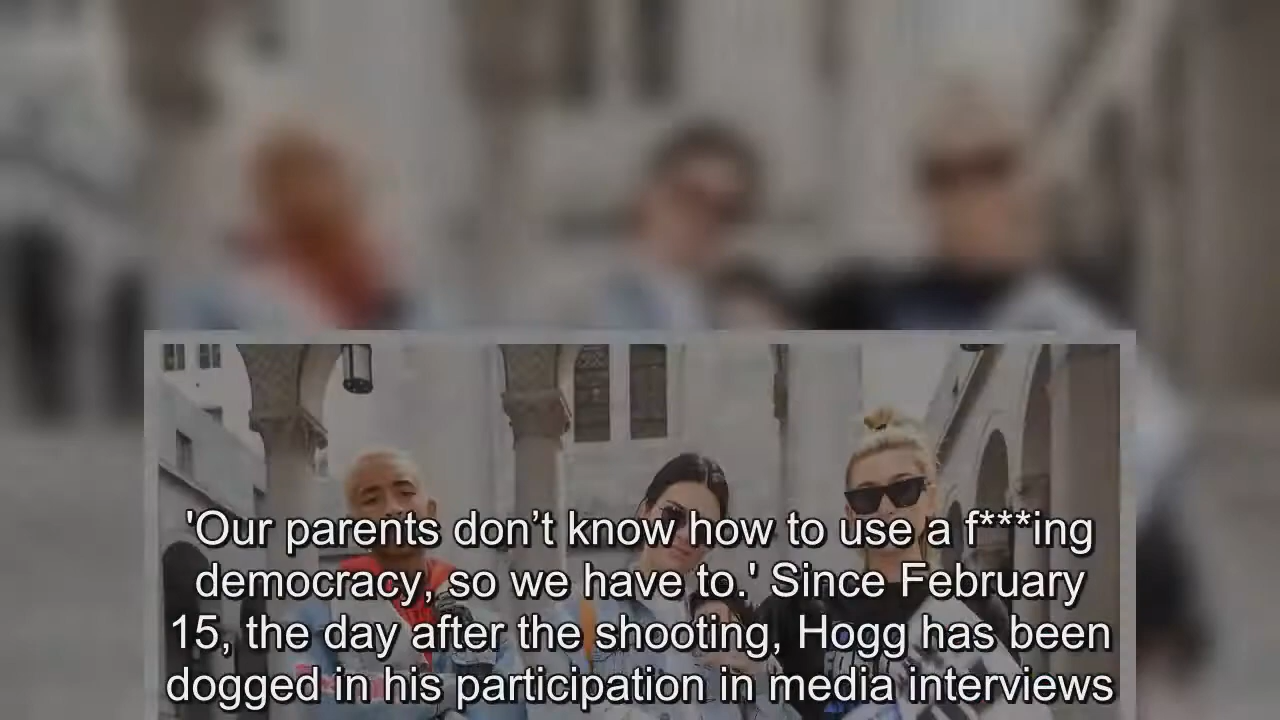 'Our parents don’t know how to use a f***ing
democracy, so we have to.' Since February
15, the day after the shooting, Hogg has been
dogged in his participation in media interviews